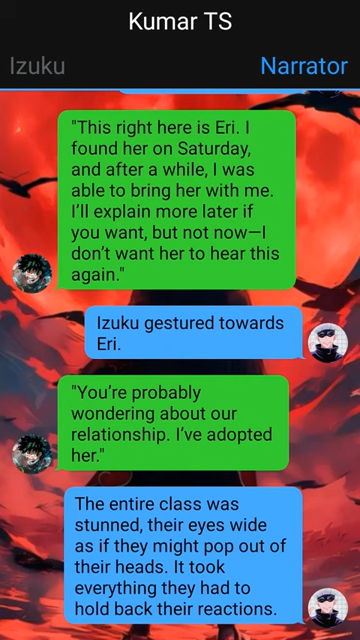 Kumar TS
Izuku
Narrator
"This right here is Eri. I
found her on Saturday,
and after a while, I was
able to bring her with me.
I’ll explain more later if
you want, but not now—I
don’t want her to hear this
again."
Izuku gestured towards
Eri.
"You’re probably
wondering about our
relationship. I’ve adopted
her."
The entire class was
stunned, their eyes wide
as if they might pop out of
their heads. It took
everything they had to
hold back their reactions.